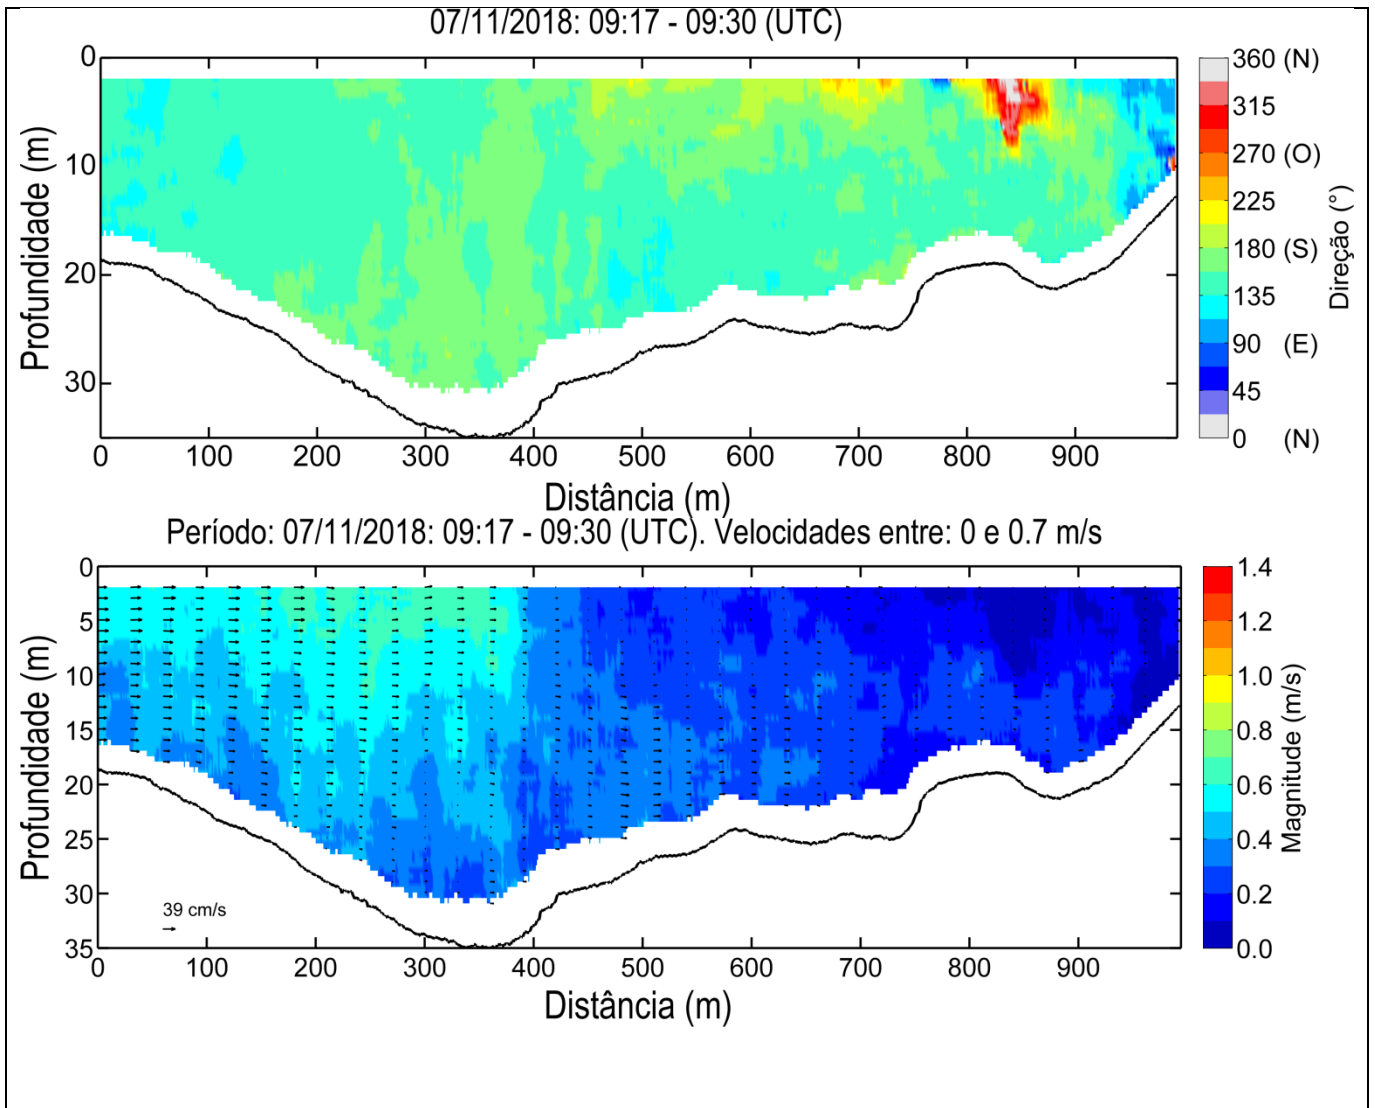 07/11/2018: 09:17 - 09:30 (UTC)
Profundidade (m)
0
10
20
30
0 100 200 300 400 500 600 700 800 900
Distância (m)
360 (N)
315
270 (O)
225
180 (S)
135
90 (E)
45
0 (N)
Direção (°)
Período: 07/11/2018: 09:17 - 09:30 (UTC). Velocidades entre: 0 e 0.7 m/s
Profundidade (m)
0
5
10
15
20
25
30
35
39 cm/s
0 100 200 300 400 500 600 700 800 900
Distância (m)
1.4
1.2
1.0
0.8
0.6
0.4
0.2
0.0
Magnitude (m/s)